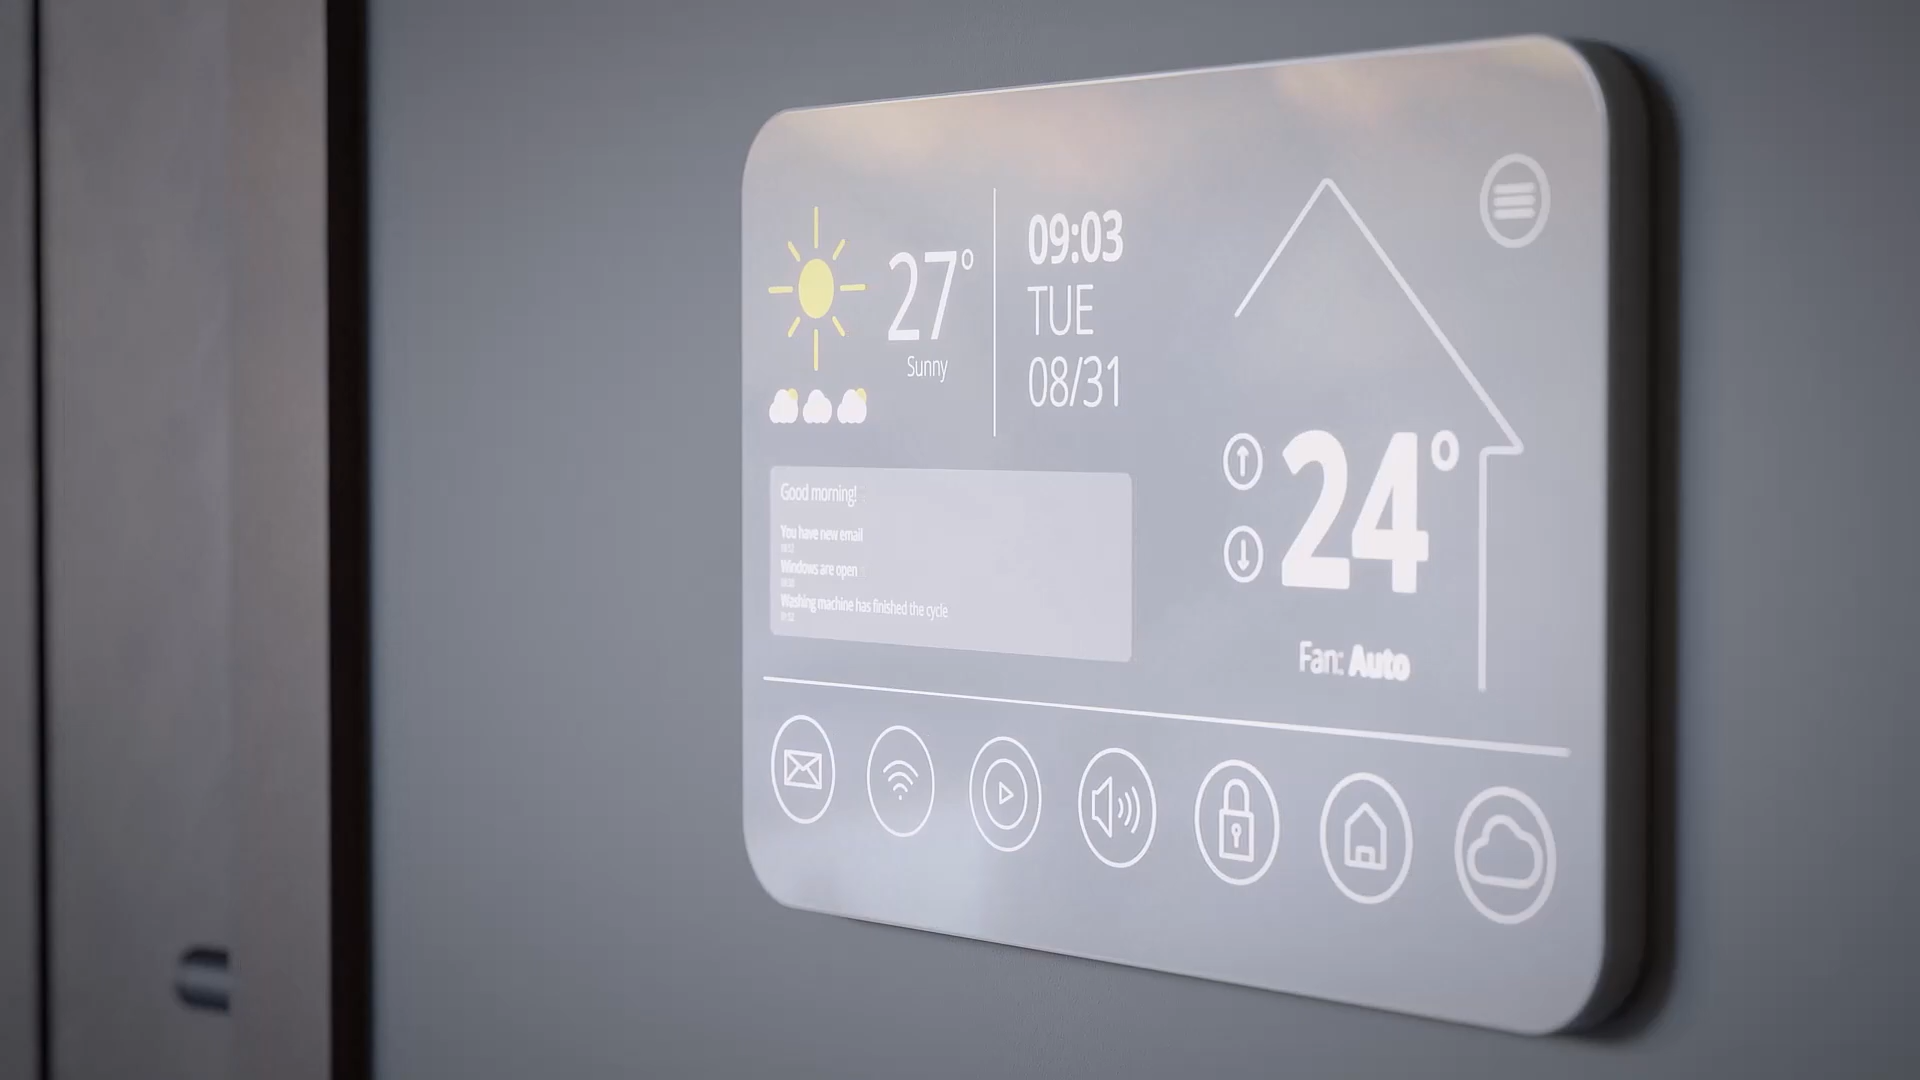 27°
Sunny
09:03
TUE
08/31
Good morning!
You have new email
Windows are open
Washing machine has finished the cycle
24°
Fan: Auto